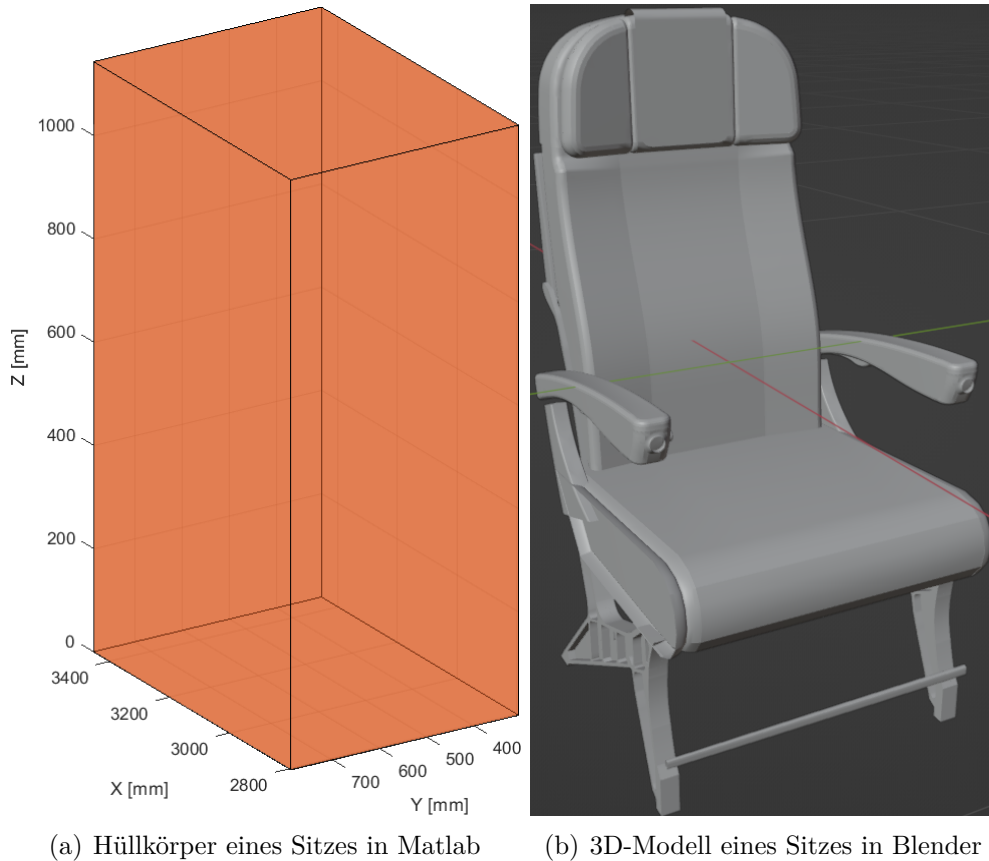 1000
800
600
400
200
0
Z [mm]
3400
3200
3000
2800
X [mm]
700
600
500
400
Y [mm]
(a) Hüllkörper eines Sitzes in Matlab
(b) 3D-Modell eines Sitzes in Blender